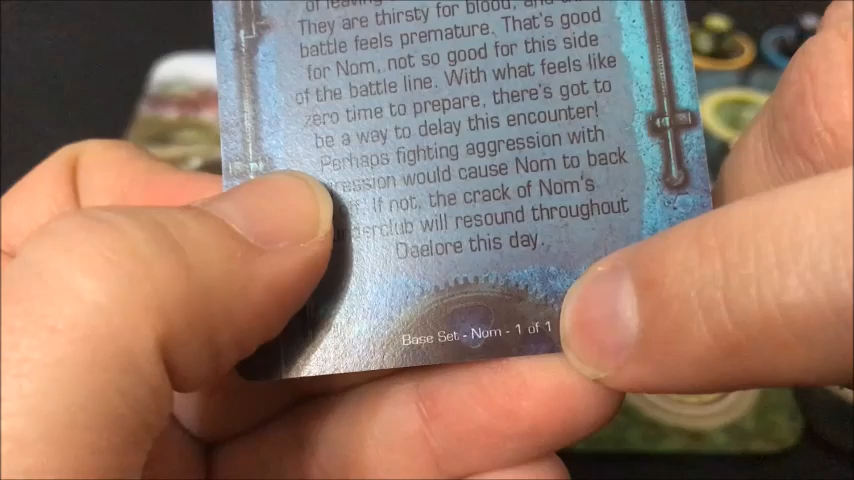 of leaving
They are thirsty for blood, and
battle feels premature. That's good
for Nom, not so good for this side
of the battle line. With what feels like
zero time to prepare, there's got to
be a way to delay this encounter!
Perhaps fighting aggression with
would cause Nom to back
If not, the crack of Nom's
will resound throughout
Daelore this day.
Base Set - Nom - 1 of 1